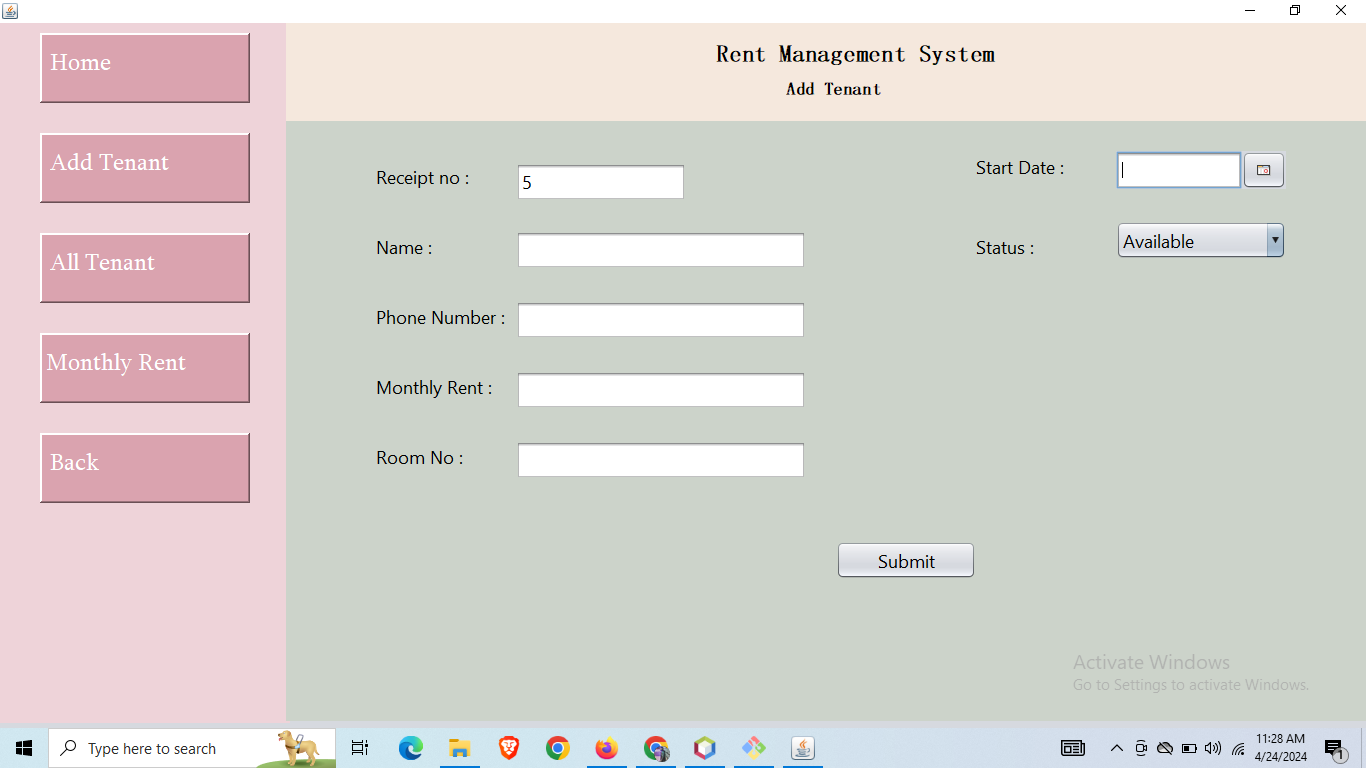 Home
Add Tenant
All Tenant
Monthly Rent
Back
Rent Management System
Add Tenant
Receipt no :
5
Name :
Phone Number :
Monthly Rent :
Room No :
Start Date :
Status :
Available
Submit
Activate Windows
Go to Settings to activate Windows.
Type here to search
11:28 AM
4/24/2024
1